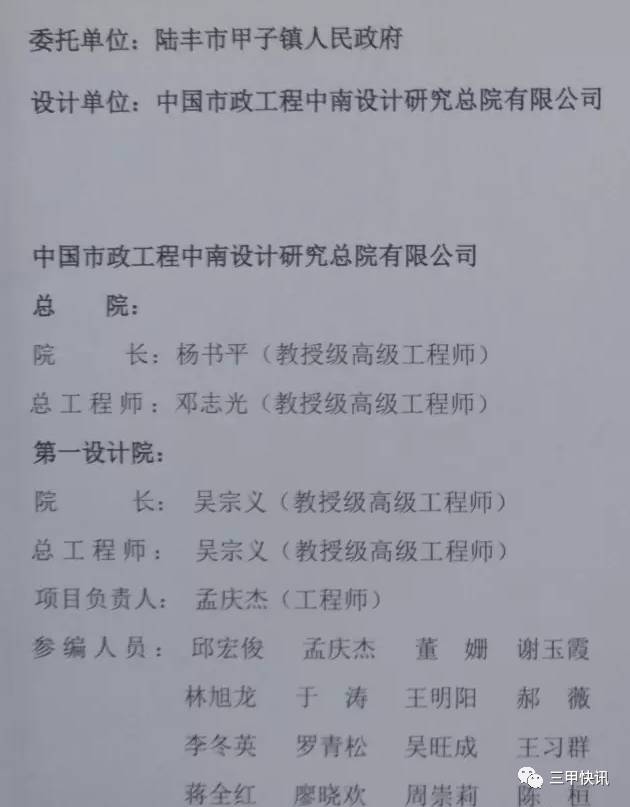 委托单位：陆丰市甲子镇人民政府
设计单位：中国市政工程中南设计研究总院有限公司
中国市政工程中南设计研究总院有限公司
总 院：
院 长：杨书平（教授级高级工程师）
总工程师：邓志光（教授级高级工程师）
第一设计院：
院 长： 吴宗义（教授级高级工程师）
总工程师： 吴宗义（教授级高级工程师）
项目负责人： 孟庆杰（工程师）
参编人员： 邱宏俊 孟庆杰 董 姗 谢玉霞
林旭龙 于 涛 王明阳 郝 薇
李冬英 罗青松 吴旺成 王习群
蒋全红 廖晓欢 周崇莉 陈 桓
三甲快讯